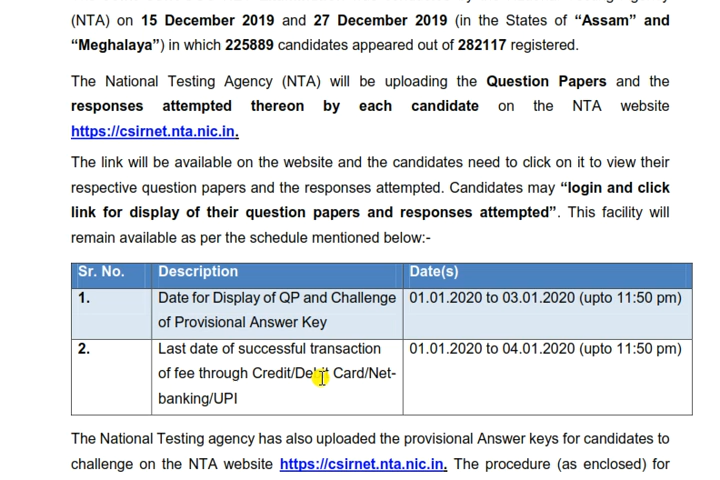 (NTA) on 15 December 2019 and 27 December 2019 (in the States of “Assam” and
“Meghalaya”) in which 225889 candidates appeared out of 282117 registered.
The National Testing Agency (NTA) will be uploading the Question Papers and the
responses attempted thereon by each candidate on the NTA website
https://csirnet.nta.nic.in.
The link will be available on the website and the candidates need to click on it to view their
respective question papers and the responses attempted. Candidates may “login and click
link for display of their question papers and responses attempted”. This facility will
remain available as per the schedule mentioned below:-
Sr. No. Description Date(s)
1. Date for Display of QP and Challenge 01.01.2020 to 03.01.2020 (upto 11:50 pm)
of Provisional Answer Key
2. Last date of successful transaction 01.01.2020 to 04.01.2020 (upto 11:50 pm)
of fee through Credit/Debit Card/Net-
banking/UPI
The National Testing agency has also uploaded the provisional Answer keys for candidates to
challenge on the NTA website https://csirnet.nta.nic.in. The procedure (as enclosed) for